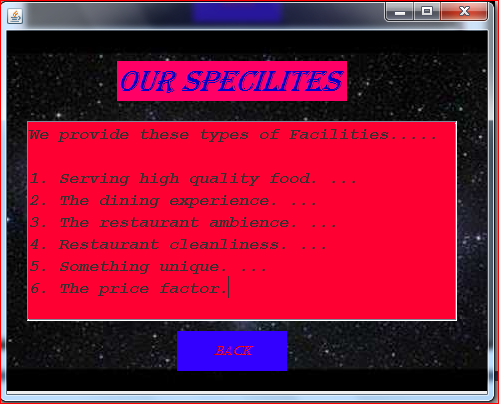 OUR SPECILITES
We provide these types of Facilities.....
1. Serving high quality food. ...
2. The dining experience. ...
3. The restaurant ambience. ...
4. Restaurant cleanliness. ...
5. Something unique. ...
6. The price factor.
BACK